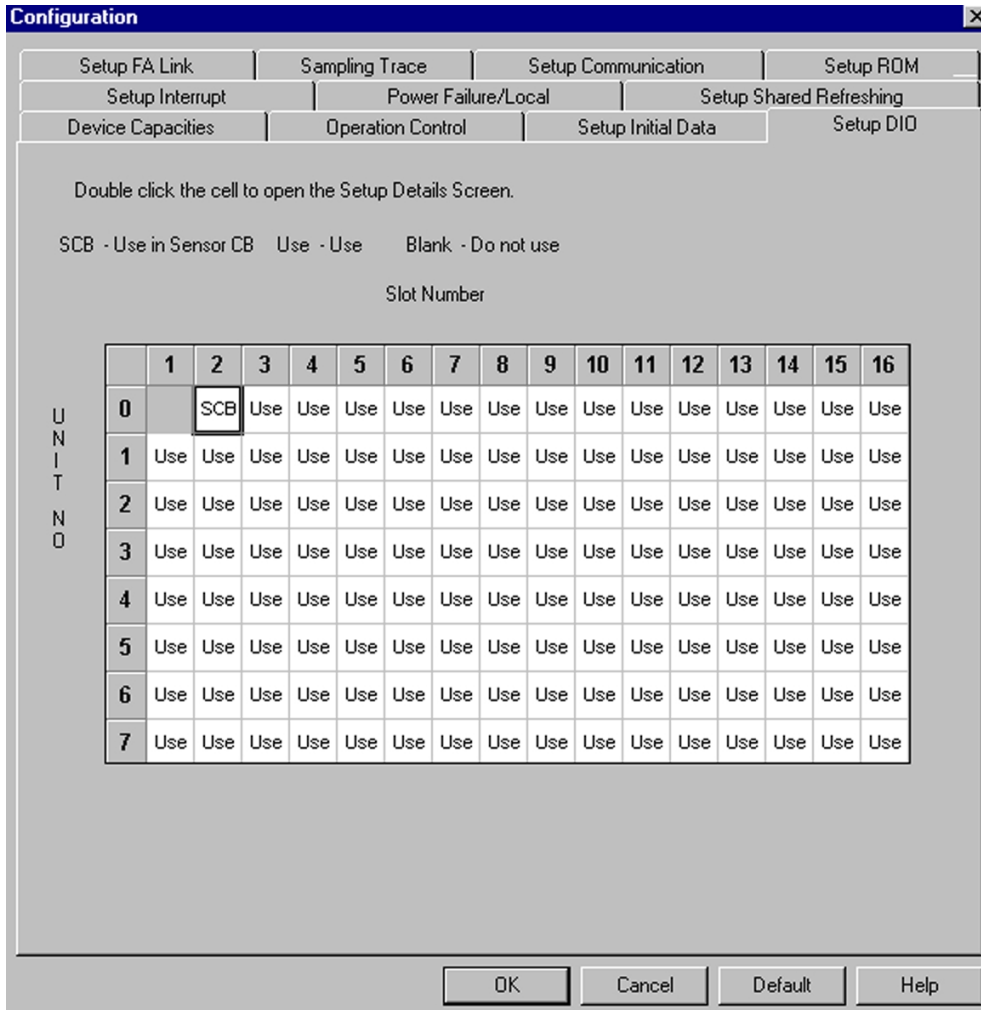 Configuration
Setup FA Link Sampling Trace Setup Communication Setup ROM
Setup Interrupt Power Failure/Local Setup Shared Refreshing
Device Capacities Operation Control Setup Initial Data Setup DIO
Double click the cell to open the Setup Details Screen.
SCB - Use in Sensor CB Use - Use Blank - Do not use
Slot Number
1 2 3 4 5 6 7 8 9 10 11 12 13 14 15 16
UNIT NO
0 SCB Use Use Use Use Use Use Use Use Use Use Use Use Use Use
1 Use Use Use Use Use Use Use Use Use Use Use Use Use Use Use Use
2 Use Use Use Use Use Use Use Use Use Use Use Use Use Use Use Use
3 Use Use Use Use Use Use Use Use Use Use Use Use Use Use Use Use
4 Use Use Use Use Use Use Use Use Use Use Use Use Use Use Use Use
5 Use Use Use Use Use Use Use Use Use Use Use Use Use Use Use Use
6 Use Use Use Use Use Use Use Use Use Use Use Use Use Use Use Use
7 Use Use Use Use Use Use Use Use Use Use Use Use Use Use Use Use
OK Cancel Default Help